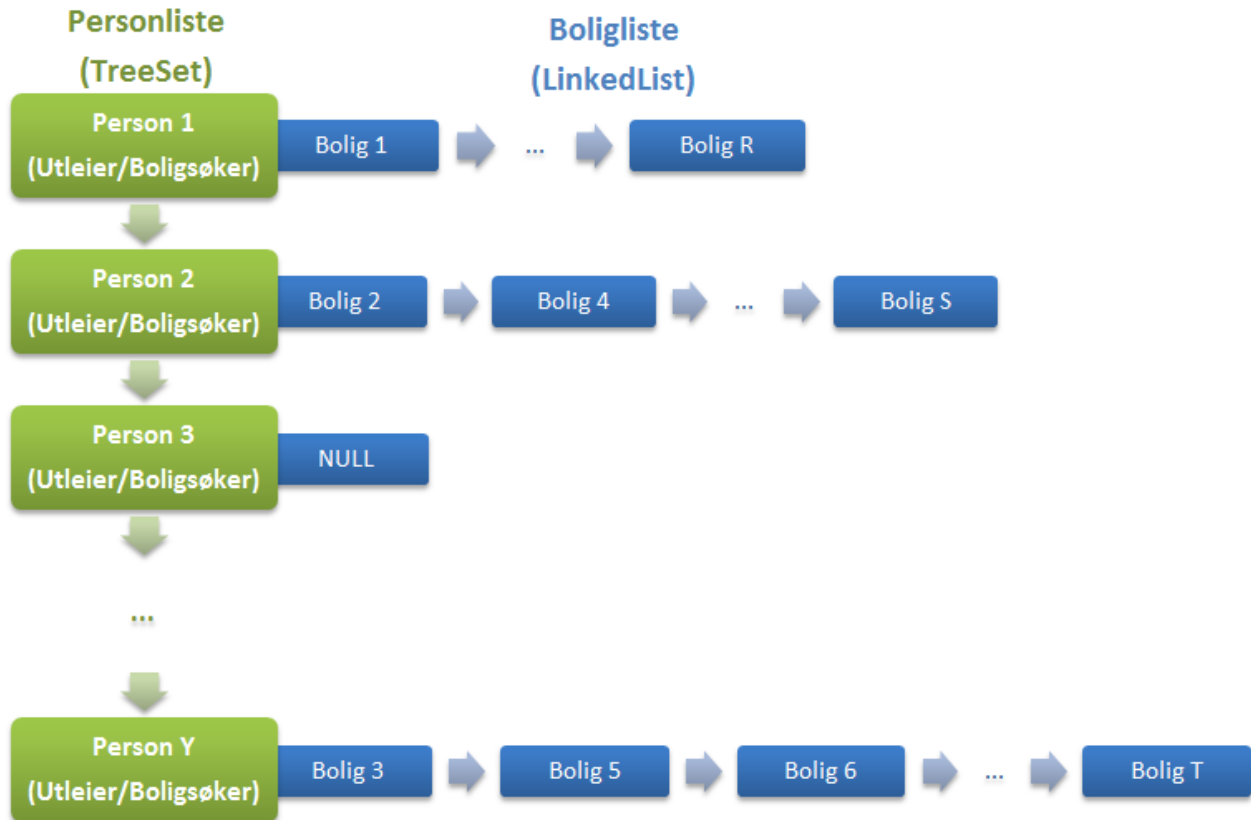 Personliste
(TreeSet)
Boligliste
(LinkedList)
Person 1
(Utleier/Boligsøker)
Bolig 1
...
Bolig R
Person 2
(Utleier/Boligsøker)
Bolig 2
Bolig 4
...
Bolig S
Person 3
(Utleier/Boligsøker)
NULL
...
Person Y
(Utleier/Boligsøker)
Bolig 3
Bolig 5
Bolig 6
...
Bolig T